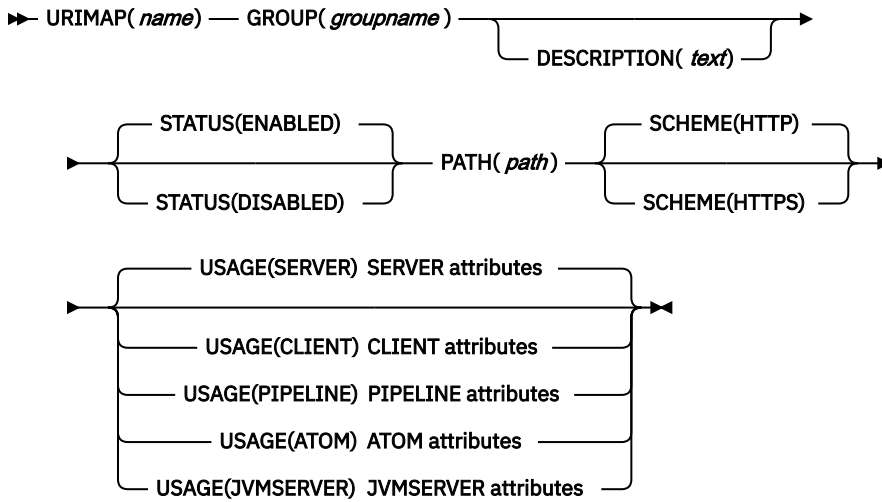 URIMAP( name) GROUP( groupname )
DESCRIPTION( text)
STATUS(ENABLED) SCHEME(HTTP)
PATH( path)
STATUS(DISABLED) SCHEME(HTTPS)
USAGE(SERVER) SERVER attributes
USAGE(CLIENT) CLIENT attributes
USAGE(PIPELINE) PIPELINE attributes
USAGE(ATOM) ATOM attributes
USAGE(JVMSERVER) JVMSERVER attributes